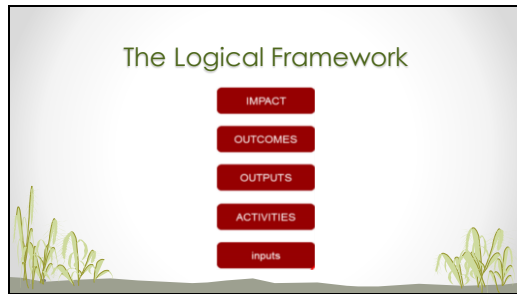 The Logical Framework
IMPACT
OUTCOMES
OUTPUTS
ACTIVITIES
inputs